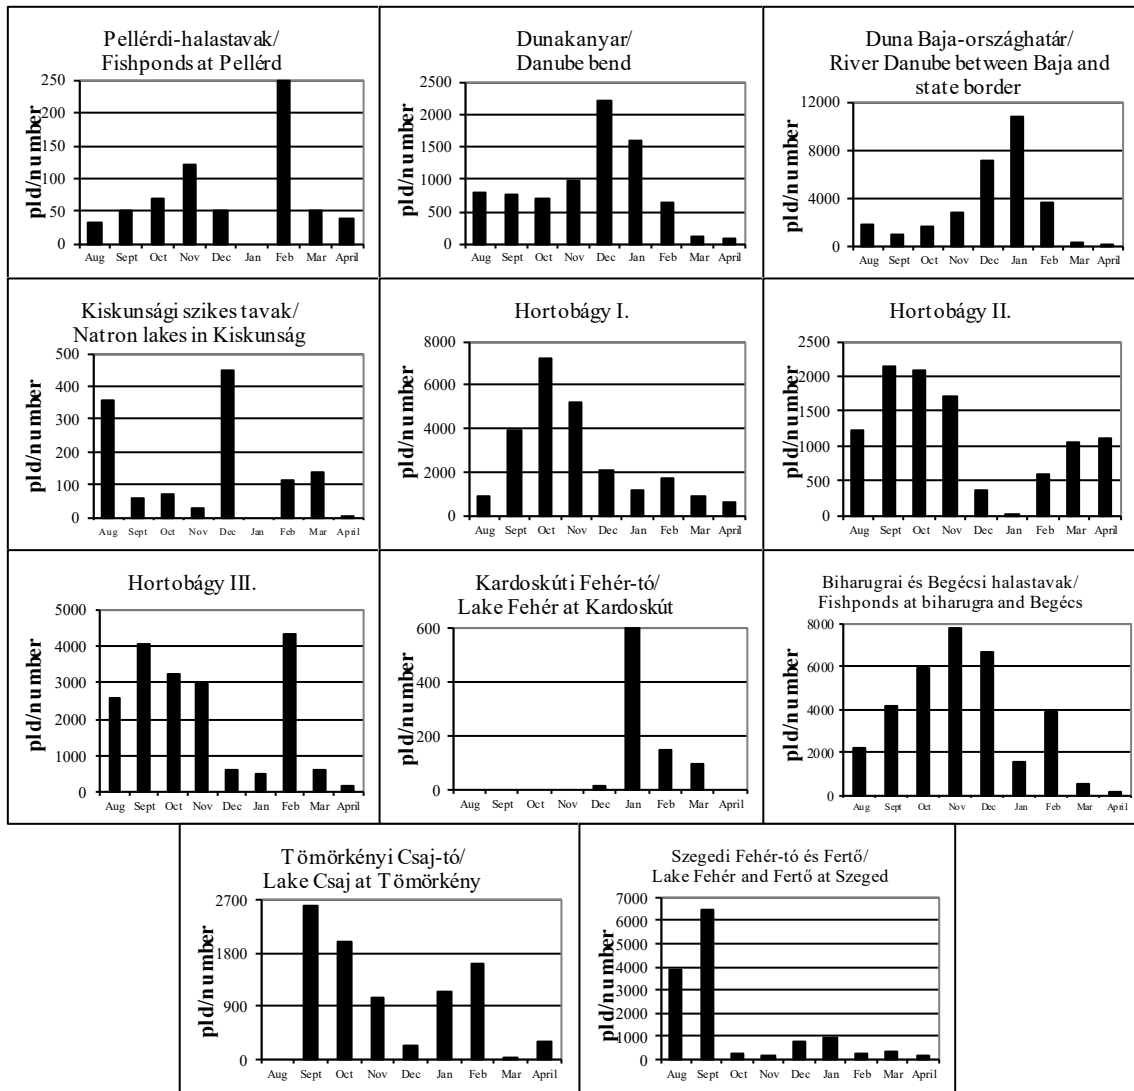 Pellérdi-halastavak/
Fishponds at Pellérd
pld/number
250
200
150
100
50
0
Aug Sept Oct Nov Dec Jan Feb Mar April
Dunakanyar/
Danube bend
pld/number
2500
2000
1500
1000
500
0
Aug Sept Oct Nov Dec Jan Feb Mar April
Duna Baja-országhatár/
River Danube between Baja and
state border
pld/number
12000
8000
4000
0
Aug Sept Oct Nov Dec Jan Feb Mar April
Kiskunsági szikes tavak/
Natron lakes in Kiskunság
pld/number
500
400
300
200
100
0
Aug Sept Oct Nov Dec Jan Feb Mar April
Hortobágy I.
pld/number
8000
6000
4000
2000
0
Aug Sept Oct Nov Dec Jan Feb Mar April
Hortobágy II.
pld/number
2500
2000
1500
1000
500
0
Aug Sept Oct Nov Dec Jan Feb Mar April
Hortobágy III.
pld/number
5000
4000
3000
2000
1000
0
Aug Sept Oct Nov Dec Jan Feb Mar April
Kardoskúti Fehér-tó/
Lake Fehér at Kardoskút
pld/number
600
400
200
0
Aug Sept Oct Nov Dec Jan Feb Mar April
Biharugrai és Begécsi halastavak/
Fishponds at biharugra and Begécs
pld/number
8000
6000
4000
2000
0
Aug Sept Oct Nov Dec Jan Feb Mar April
Tömörkényi Csaj-tó/
Lake Csaj at Tömörkény
pld/number
2700
1800
900
0
Aug Sept Oct Nov Dec Jan Feb Mar April
Szegedi Fehér-tó és Fertő/
Lake Fehér and Fertő at Szeged
pld/number
7000
6000
5000
4000
3000
2000
1000
0
Aug Sept Oct Nov Dec Jan Feb Mar April